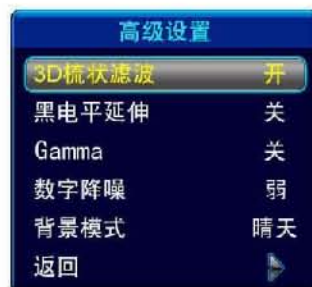 高级设置
3D梳状滤波 开
黑电平延伸 关
Gamma 关
数字降噪 弱
背景模式 晴天
返回